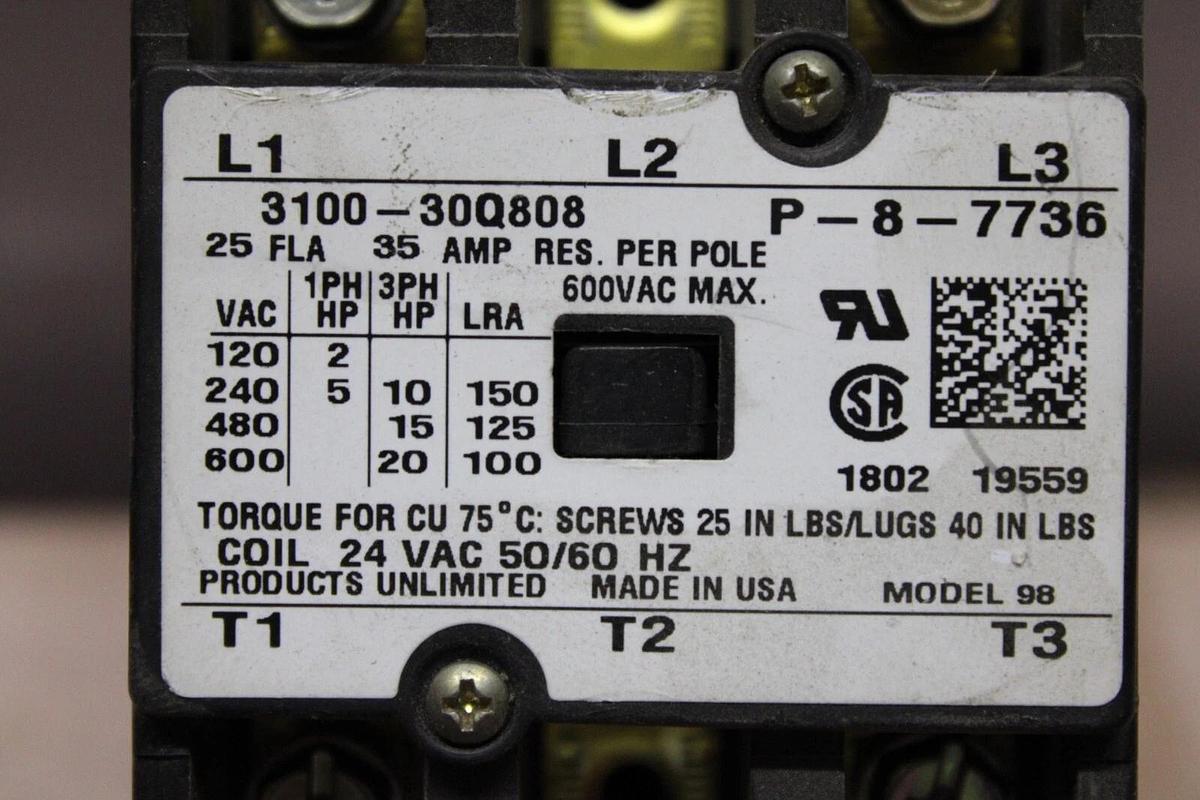 L1 L2 L3
3100-30Q808 P-8-7736
25 FLA 35 AMP RES. PER POLE
600VAC MAX.
VAC 1PH HP 3PH HP LRA
120 2
240 5 10 150
480 15 125
600 20 100
RU
CSA
1802 19559
TORQUE FOR CU 75°C: SCREWS 25 IN LBS/LUGS 40 IN LBS
COIL 24 VAC 50/60 HZ
PRODUCTS UNLIMITED MADE IN USA MODEL 98
T1 T2 T3